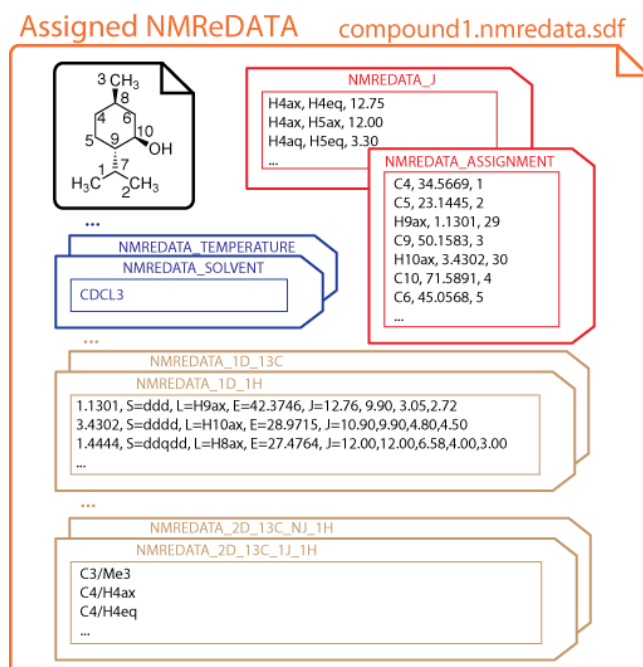 Assigned NMReDATA compound1.nmredata.sdf
3 CH₃
8
4 6
10
5 9 OH
7
1
H₃C CH₃
2
...
NMREDATA_J
H4ax, H4eq, 12.75
H4ax, H5ax, 12.00
H4aq, H5eq, 3.30
...
NMREDATA_ASSIGNMENT
C4, 34.5669, 1
C5, 23.1445, 2
H9ax, 1.1301, 29
C9, 50.1583, 3
H10ax, 3.4302, 30
C10, 71.5891, 4
C6, 45.0568, 5
...
NMREDATA_TEMPERATURE
NMREDATA_SOLVENT
CDCL3
...
NMREDATA_1D_13C
NMREDATA_1D_1H
1.1301, S=ddd, L=H9ax, E=42.3746, J=12.76, 9.90, 3.05,2.72
3.4302, S=dddd, L=H10ax, E=28.9715, J=10.90,9.90,4.80,4.50
1.4444, S=ddqdd, L=H8ax, E=27.4764, J=12.00,12.00,6.58,4.00,3.00
...
...
NMREDATA_2D_13C_NJ_1H
NMREDATA_2D_13C_1J_1H
C3/Me3
C4/H4ax
C4/H4eq
...